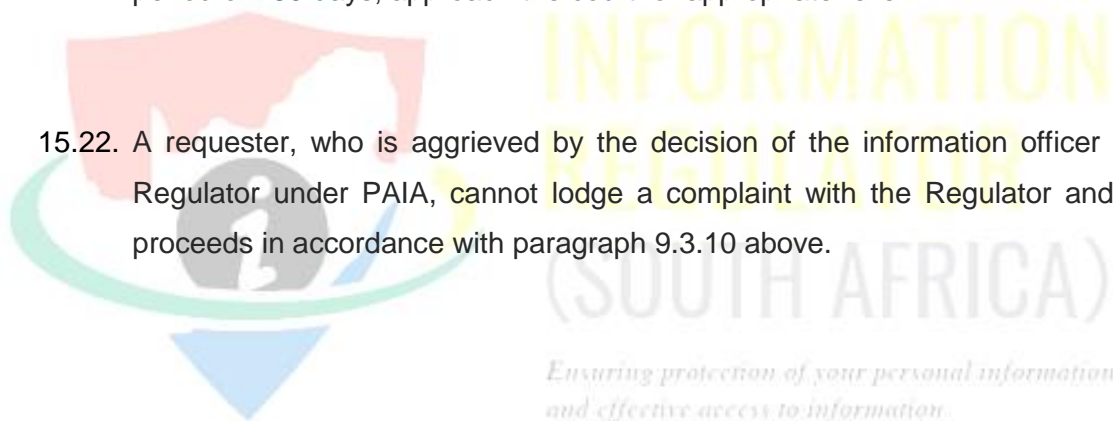 15.22. A requester, who is aggrieved by the decision of the information officer
Regulator under PAIA, cannot lodge a complaint with the Regulator and
proceeds in accordance with paragraph 9.3.10 above.
INFORMATION
REGULATOR
(SOUTH AFRICA)
Ensuring protection of your personal information
and effective access to information